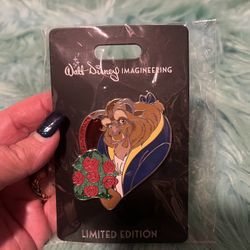 Walt Disney IMAGINEERING
LIMITED EDITION